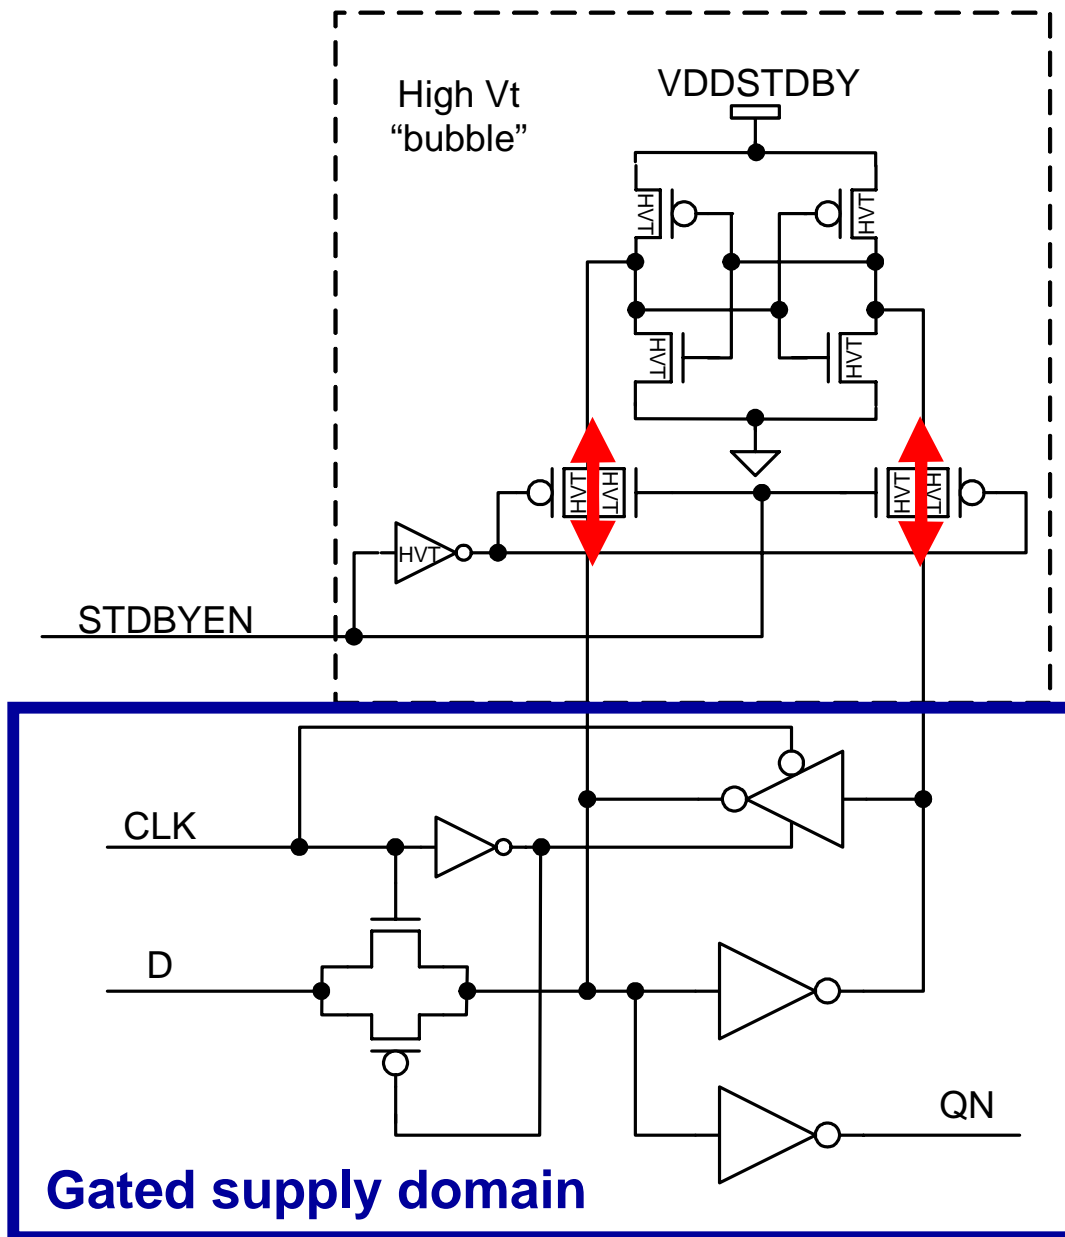 High Vt
“bubble”
VDDSTDBY
HVT
HVT
HVT
HVT
HVT
HVT
HVT
HVT
HVT
STDBYEN
CLK
D
QN
Gated supply domain